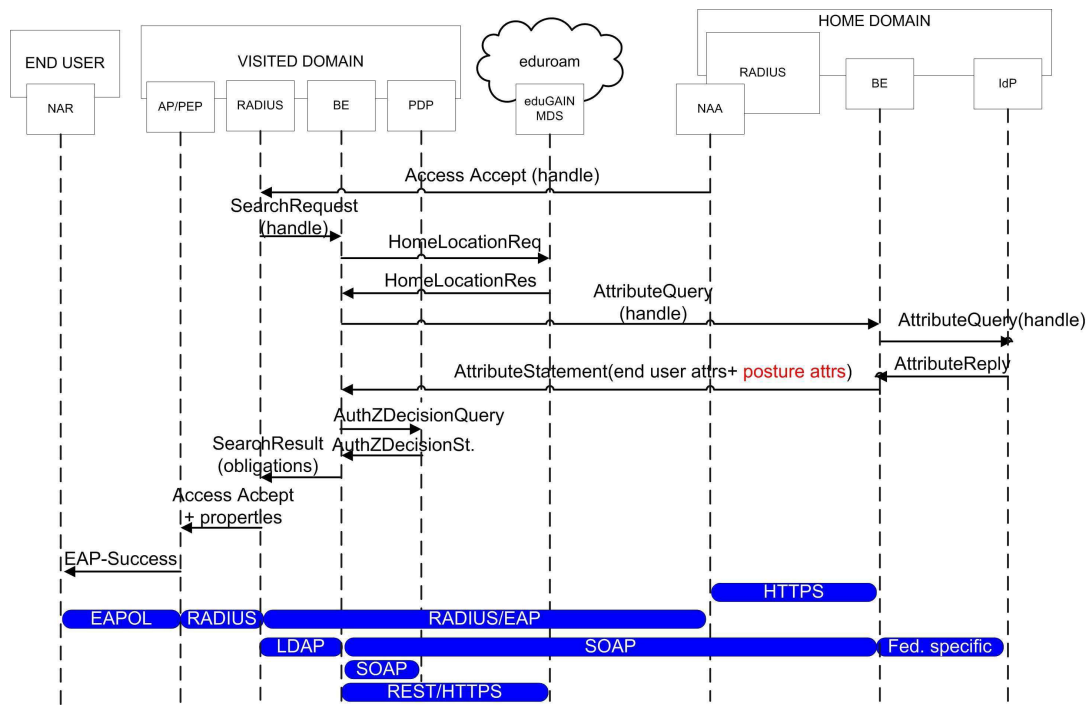 HOME DOMAIN
END USER
VISITED DOMAIN
eduroam
RADIUS
NAR
AP/PEP
RADIUS
BE
PDP
eduGAIN
MDS
NAA
BE
IdP
Access Accept (handle)
SearchRequest
(handle)
HomeLocationReq
HomeLocationRes
AttributeQuery
(handle)
AttributeQuery(handle)
AttributeReply
AttributeStatement(end user attrs+ posture attrs)
AuthZDecisionQuery
AuthZDecisionSt.
SearchResult
(obligations)
Access Accept
+ properties
EAP-Success
HTTPS
EAPOL
RADIUS
RADIUS/EAP
LDAP
SOAP
Fed. specific
SOAP
REST/HTTPS